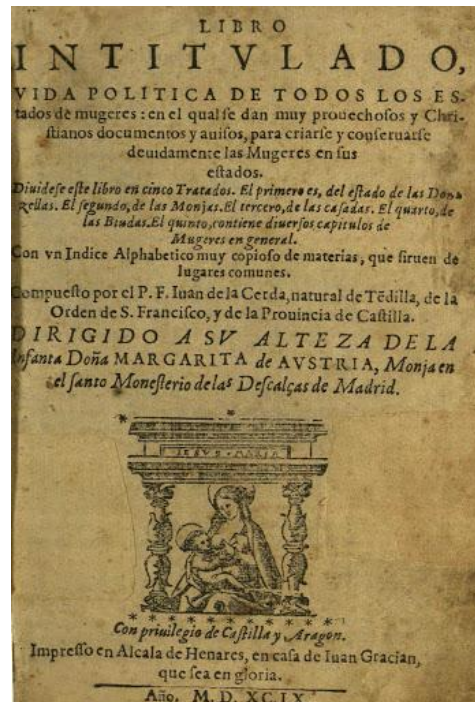 LIBRO
INTITVLADO,
VIDA POLITICA DE TODOS LOS ES-
tados de mugeres: en el qual se dan muy prouechosos y Chri-
stianos documentos y auisos, para criarse y conseruarse
deuidamente las Mugeres en sus
estados.
Diuidese este libro en cinco Tratados. El primero es, del estado de las Don-
zellas. El segundo, de las Monjas. El tercero, de las casadas. El quarto, de
las Biudas. El quinto, contiene diuersos capitulos de
Mugeres en general.
Con vn Indice Alphabetico muy copioso de materias, que siruen de
lugares comunes.
Compuesto por el P. F. Iuan de la Cerda, natural de Tẽdilla, de la
Orden de S. Francisco, y de la Prouincia de Castilla.
DIRIGIDO A SV ALTEZA DE LA
Infanta Doña MARGARITA de AVSTRIA, Monja en
el santo Monesterio de las Descalças de Madrid.
IESVS MARIA
Con priuilegio de Castilla y Aragon.
Impresso en Alcala de Henares, en casa de Iuan Gracian,
que sea en gloria.
Año, M. D. XC.IX.